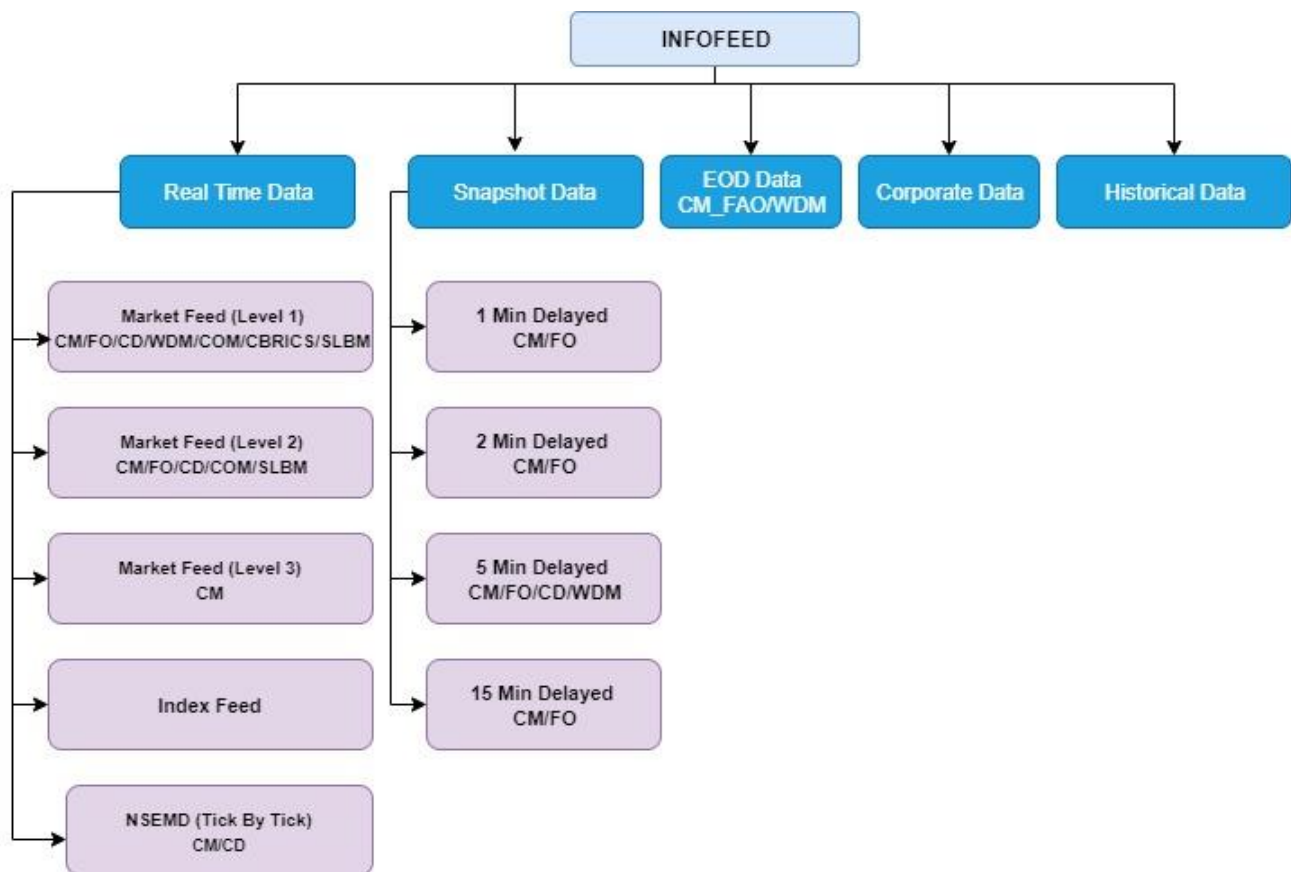 INFOFEED
Real Time Data
Snapshot Data
EOD Data
CM_FAO/WDM
Corporate Data
Historical Data
Market Feed (Level 1)
CM/FO/CD/WDM/COM/CBRICS/SLBM
Market Feed (Level 2)
CM/FO/CD/COM/SLBM
Market Feed (Level 3)
CM
Index Feed
NSEMD (Tick By Tick)
CM/CD
1 Min Delayed
CM/FO
2 Min Delayed
CM/FO
5 Min Delayed
CM/FO/CD/WDM
15 Min Delayed
CM/FO